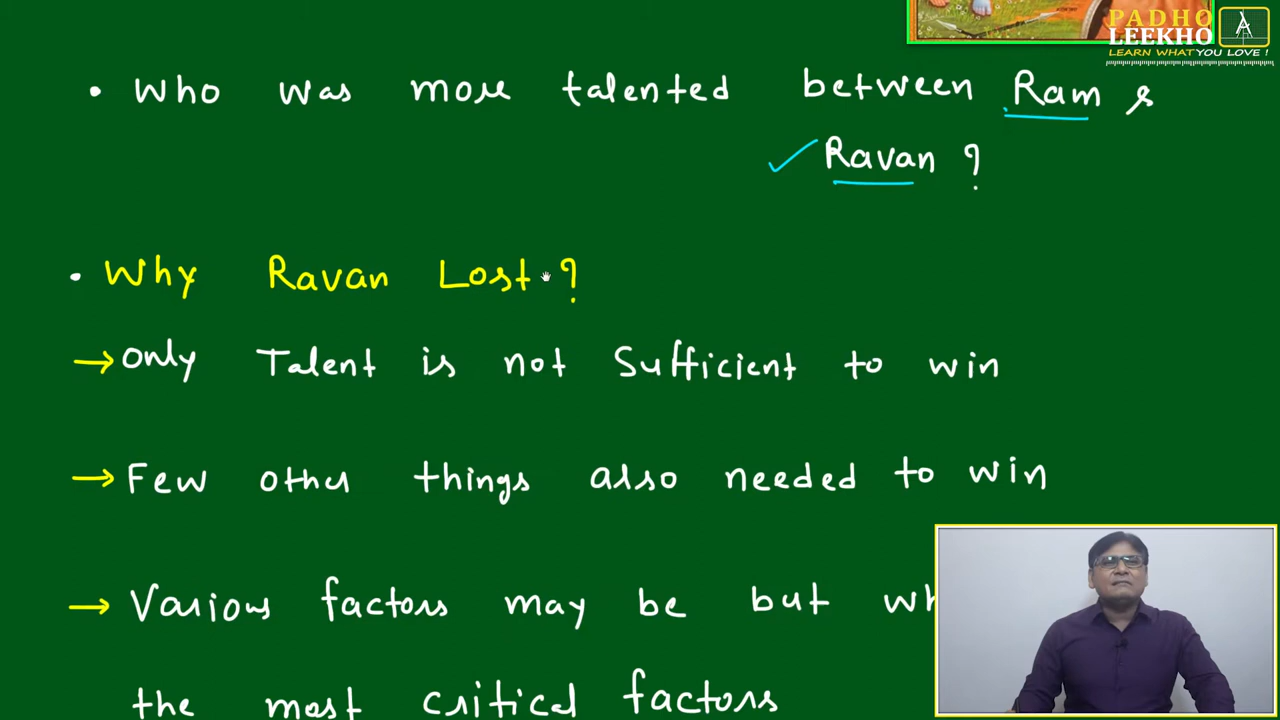 PADHO
LEEKHO
LEARN WHAT YOU LOVE !
• Who was more talented between Ram &
Ravan ?
• Why Ravan Lost ?
→ Only Talent is not Sufficient to win
→ Few other things also needed to win
→ Various factors may be but
the most critical factors